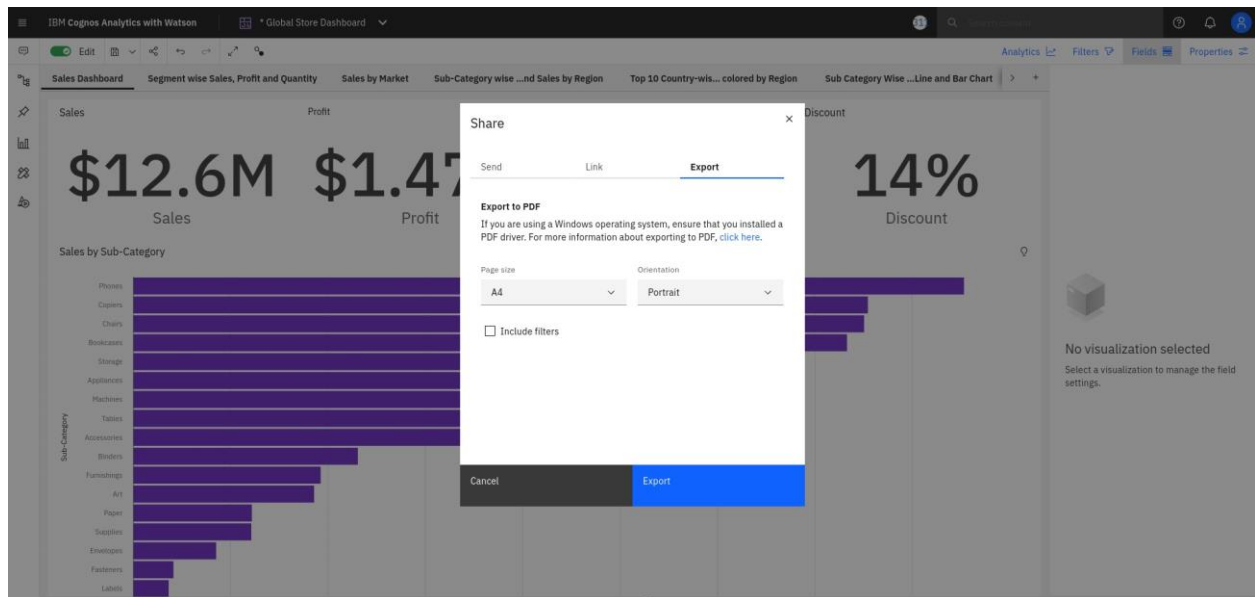 IBM Cognos Analytics with Watson
* Global Store Dashboard
Edit
Analytics
Filters
Fields
Properties
Sales Dashboard
Segment wise Sales, Profit and Quantity
Sales by Market
Sub-Category wise ...nd Sales by Region
Top 10 Country-wis... colored by Region
Sub Category Wise ...Line and Bar Chart
Sales
Profit
Discount
$12.6M
$1.47
14%
Sales
Profit
Discount
Sales by Sub-Category
Sub-Category
Phones
Copiers
Chairs
Bookcases
Storage
Appliances
Machines
Tables
Accessories
Binders
Furnishings
Art
Paper
Supplies
Envelopes
Fasteners
Labels
Share
Send
Link
Export
Export to PDF
If you are using a Windows operating system, ensure that you installed a
PDF driver. For more information about exporting to PDF, click here.
Page size
Orientation
A4
Portrait
Include filters
Cancel
Export
No visualization selected
Select a visualization to manage the field
settings.